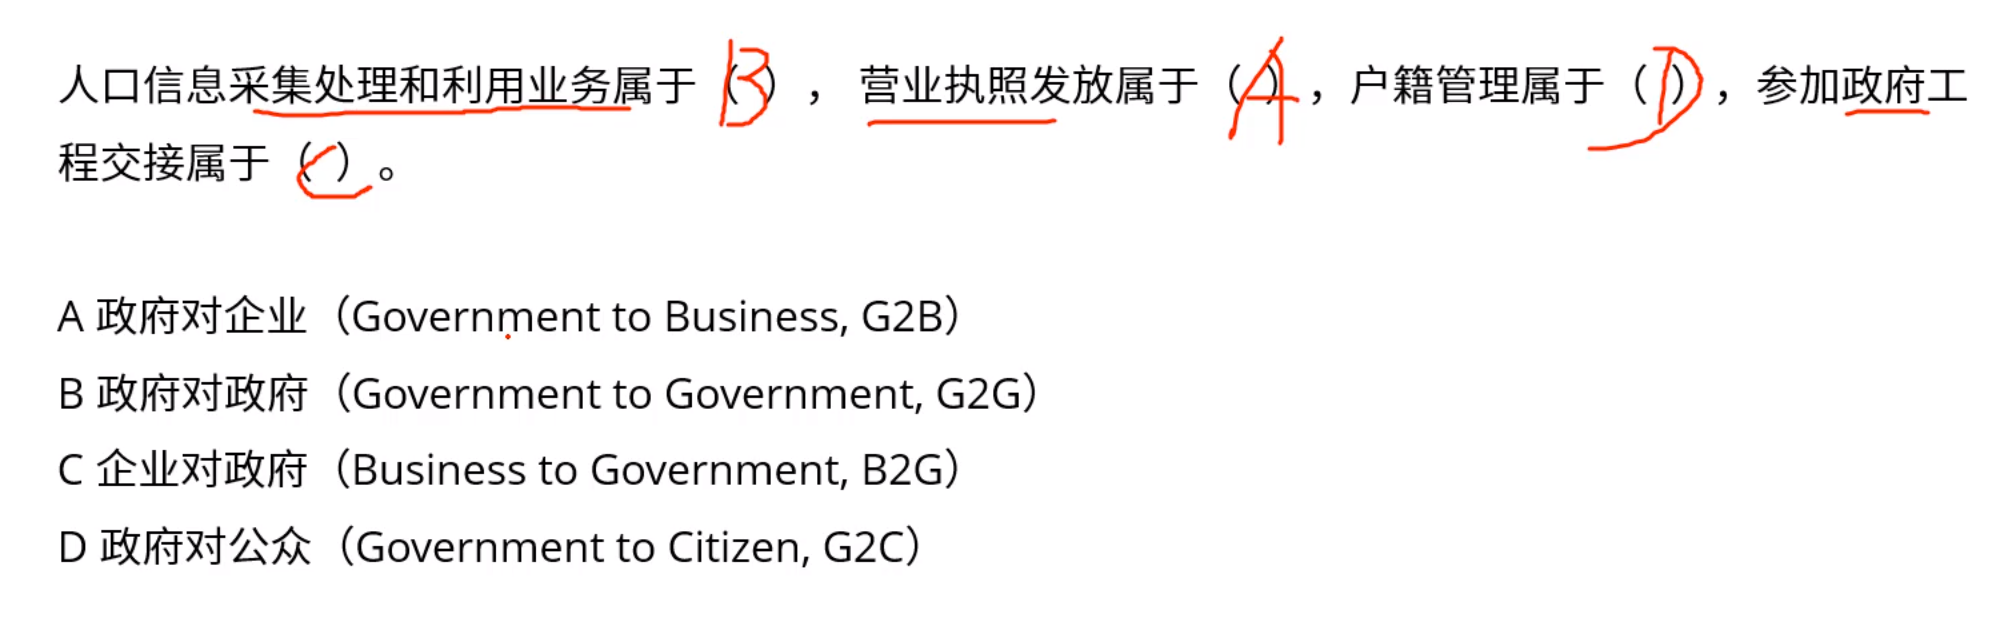 人口信息采集处理和利用业务属于（B）， 营业执照发放属于（A），户籍管理属于（D），参加政府工
程交接属于（C）。
A 政府对企业（Government to Business, G2B）
B 政府对政府（Government to Government, G2G）
C 企业对政府（Business to Government, B2G）
D 政府对公众（Government to Citizen, G2C）